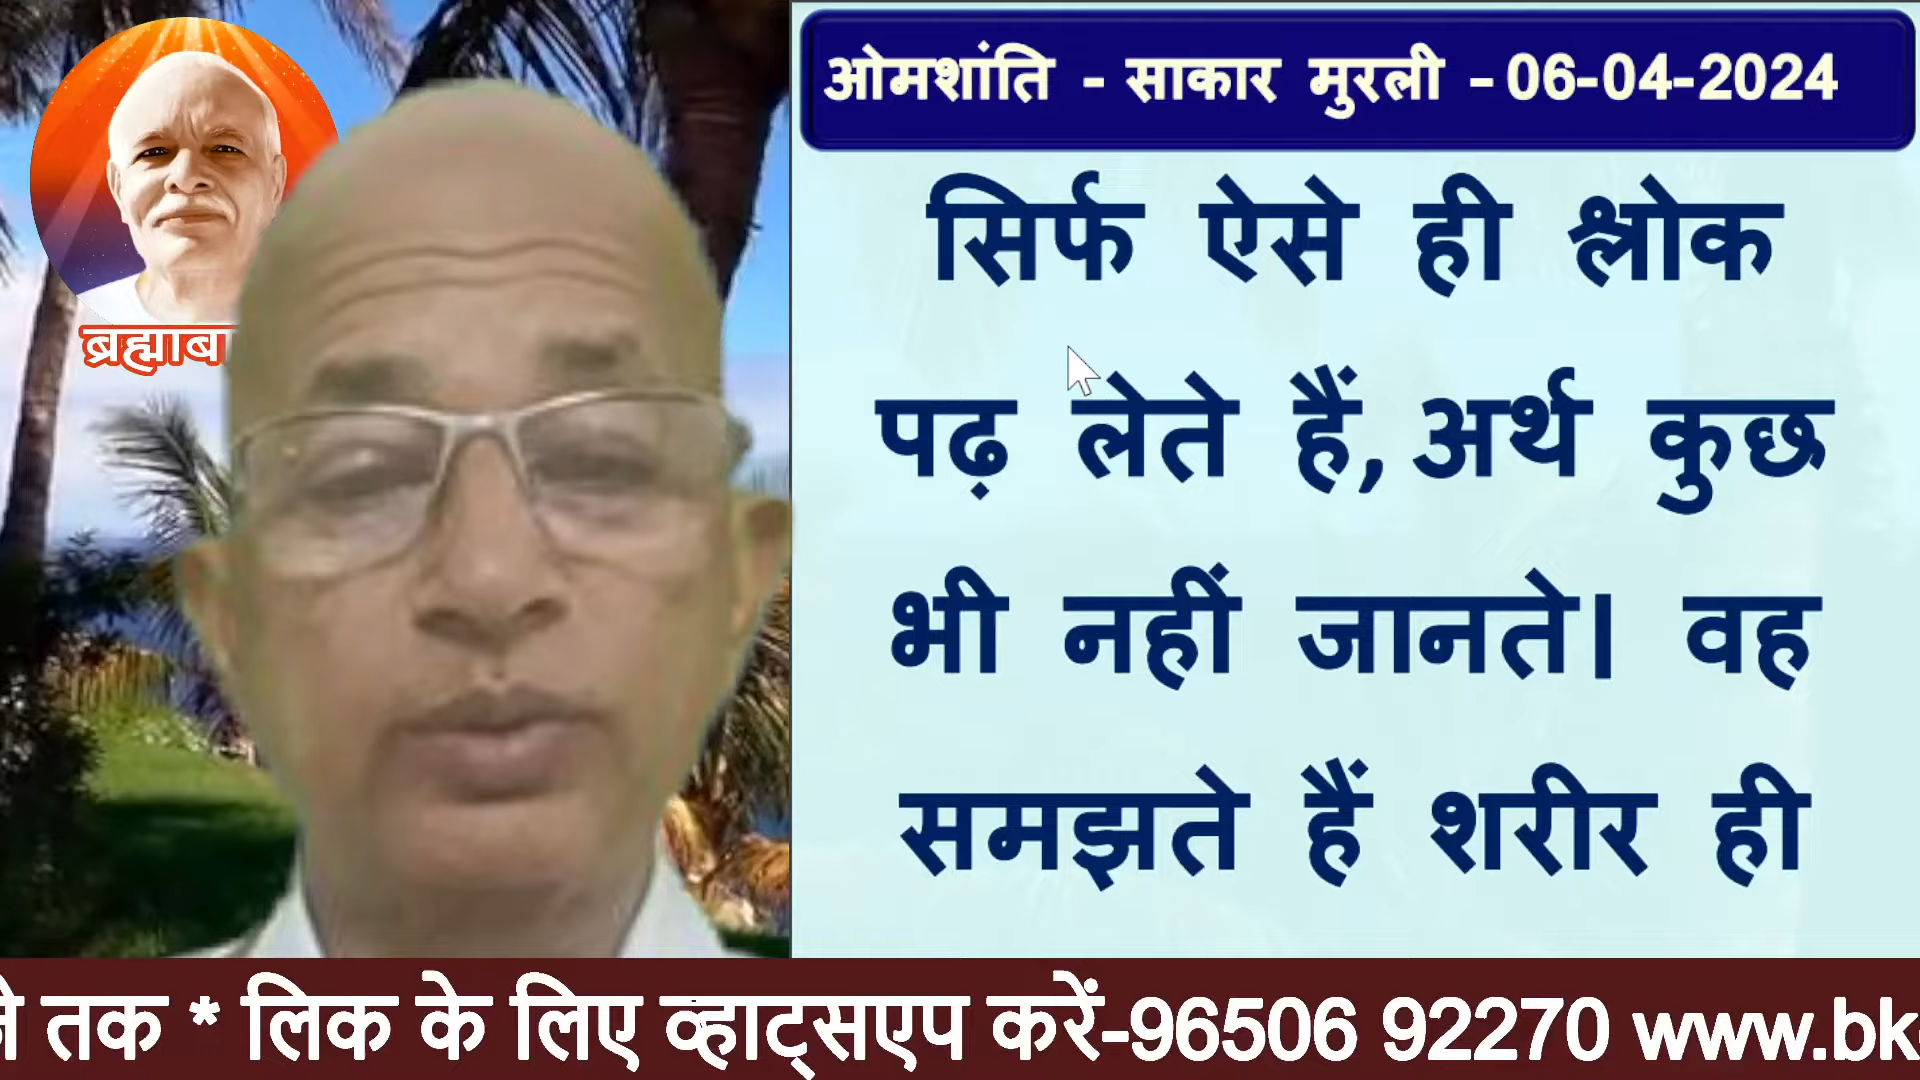 ओमशांति - साकार मुरली - 06-04-2024
ब्रह्माब
सिर्फ ऐसे ही श्लोक
पढ़ लेते हैं, अर्थ कुछ
भी नहीं जानते। वह
समझते हैं शरीर ही
तक * लिंक के लिए व्हाट्सएप करें-96506 92270 www.bk